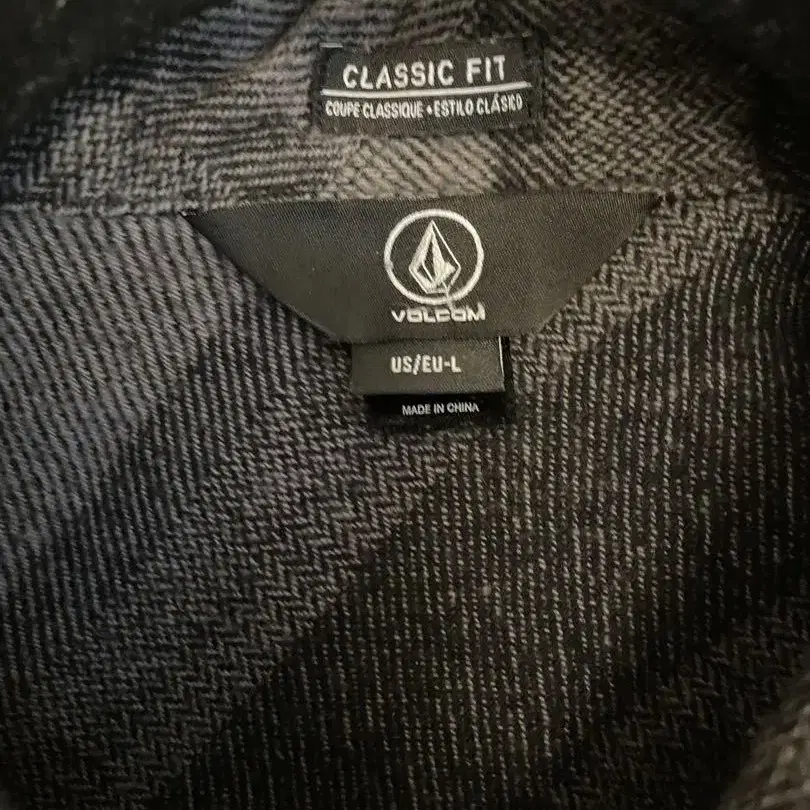 CLASSIC FIT
COUPE CLASSIQUE • ESTILO CLÁSICO
VOLCOM
US/EU-L
MADE IN CHINA